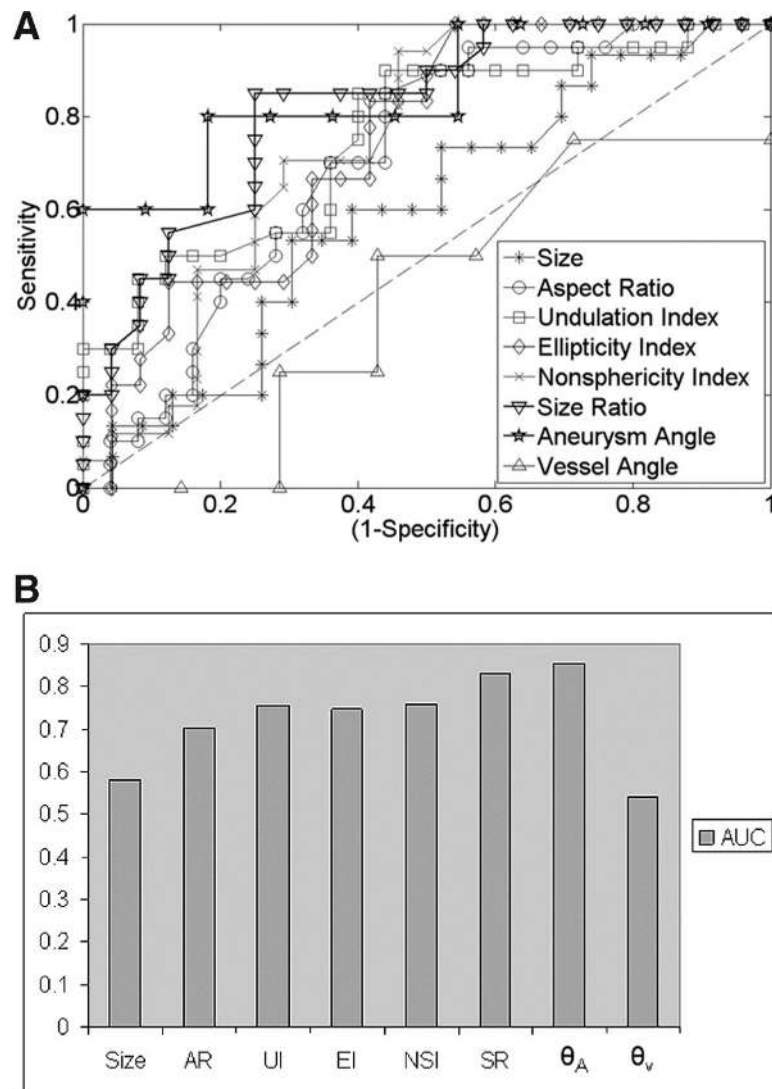 A
Sensitivity
1
0.8
0.6
0.4
0.2
0
0
0.2
0.4
0.6
0.8
1
(1-Specificity)
Size
Aspect Ratio
Undulation Index
Ellipticity Index
Nonsphericity Index
Size Ratio
Aneurysm Angle
Vessel Angle
B
0.9
0.8
0.7
0.6
0.5
0.4
0.3
0.2
0.1
0
Size AR UI EI NSI SR θA θv
AUC